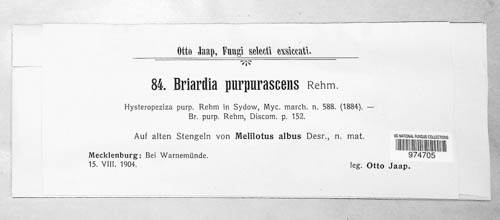 Otto Jaap, Fungi selecti exsiccati.
84. Briardia purpurascens Rehm.
Hysteropeziza purp. Rehm in Sydow, Myc. march. n. 588. (1884). —
Br. purp. Rehm, Discom. p. 152.
Auf alten Stengeln von Melilotus albus Desr., n. mat.
US NATIONAL FUNGUS COLLECTIONS
974705
Mecklenburg: Bei Warnemünde.
15. VIII. 1904.
leg. Otto Jaap.